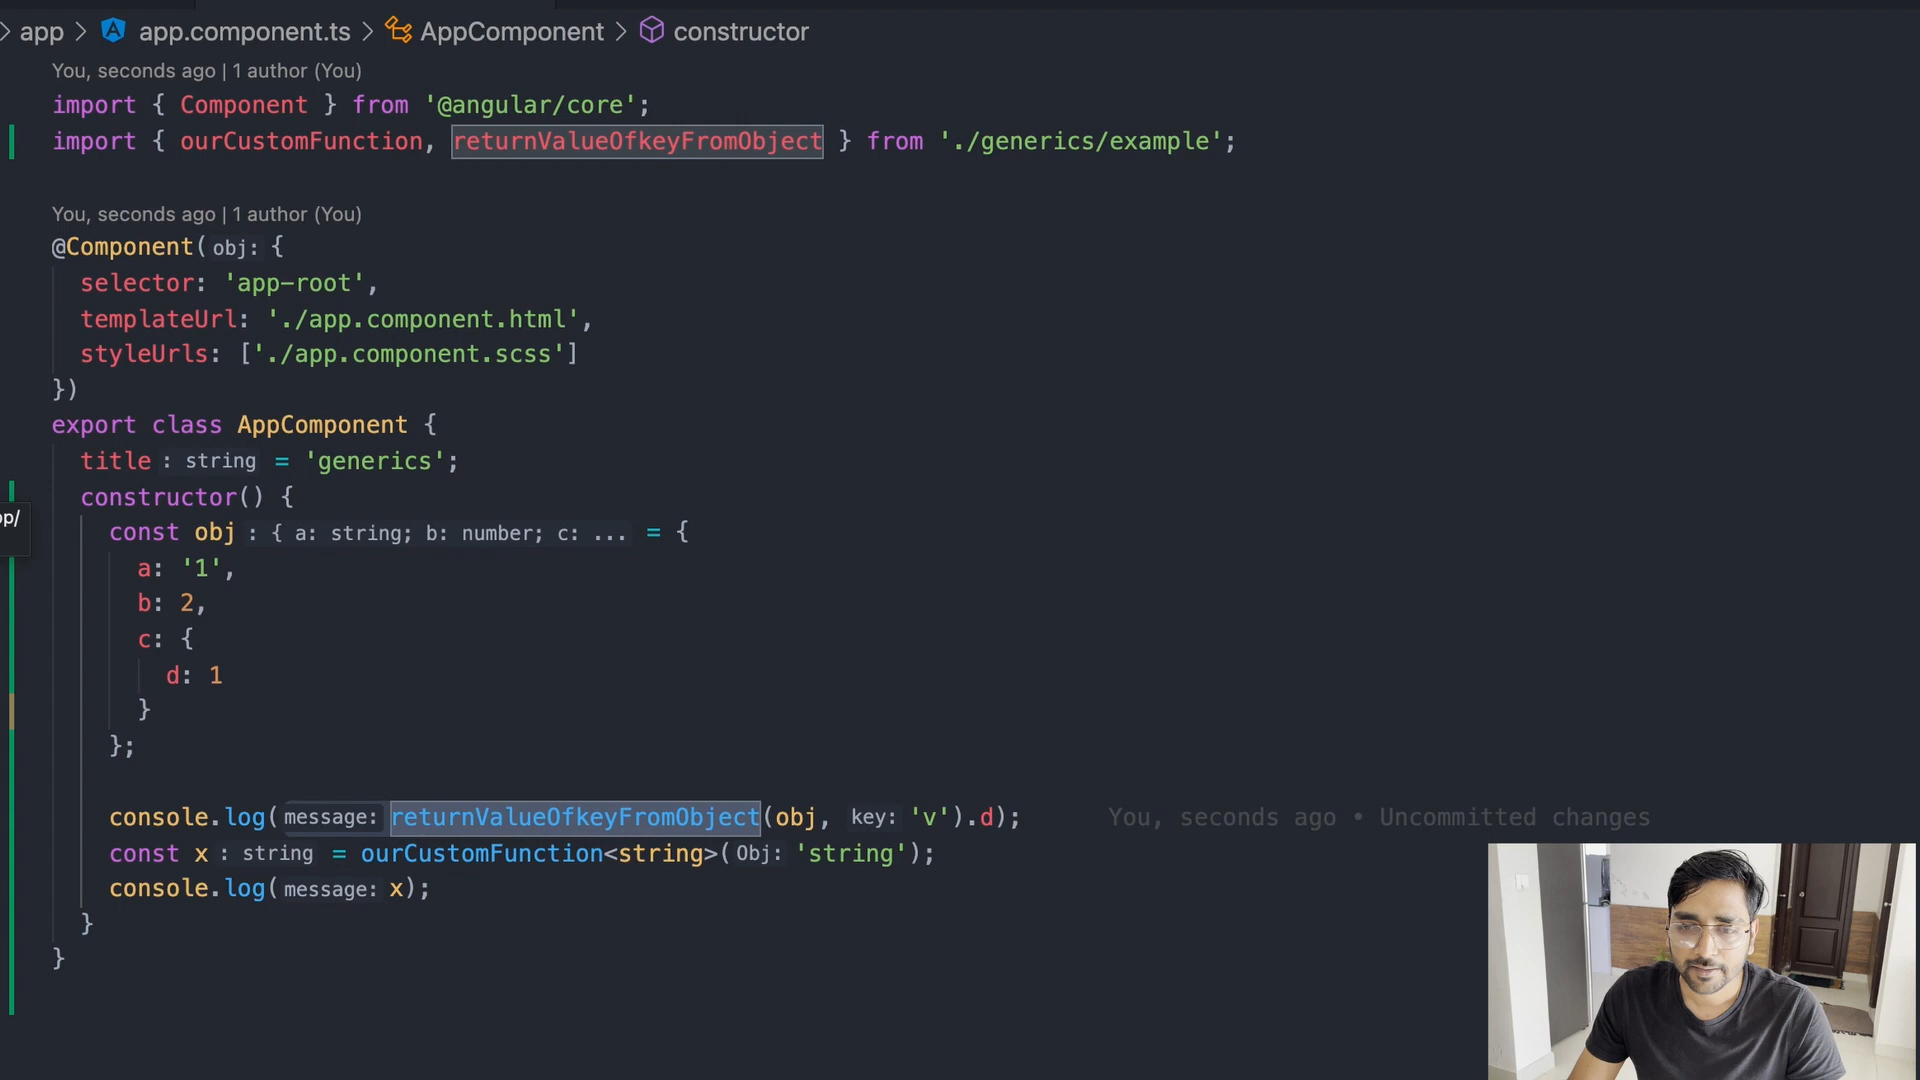 app > app.component.ts > AppComponent > constructor
You, seconds ago | 1 author (You)
import { Component } from '@angular/core';
import { ourCustomFunction, returnValueOfkeyFromObject } from './generics/example';
You, seconds ago | 1 author (You)
@Component(obj: {
selector: 'app-root',
templateUrl: './app.component.html',
styleUrls: ['./app.component.scss']
})
export class AppComponent {
title: string = 'generics';
constructor() {
op/
const obj: { a: string; b: number; c: ... = {
a: '1',
b: 2,
c: {
d: 1
}
};
console.log(message: returnValueOfkeyFromObject(obj, key: 'v').d); You, seconds ago • Uncommitted changes
const x: string = ourCustomFunction<string>(Obj: 'string');
console.log(message: x);
}
}